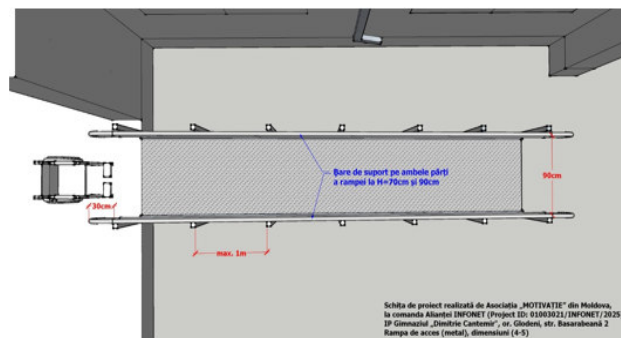 Bare de suport pe ambele părți
a rampei la H=70cm și 90cm
90cm
30cm
max. 1m
Schița de proiect realizată de Asociația „MOTIVAȚIE” din Moldova,
la comanda Alianței INFONET (Project ID: 01003021/INFONET/2025)
IP Gimnaziul „Dimitrie Cantemir”, or. Glodeni, str. Basarabeană 2
Rampa de acces (metal), dimensiuni (4-5)